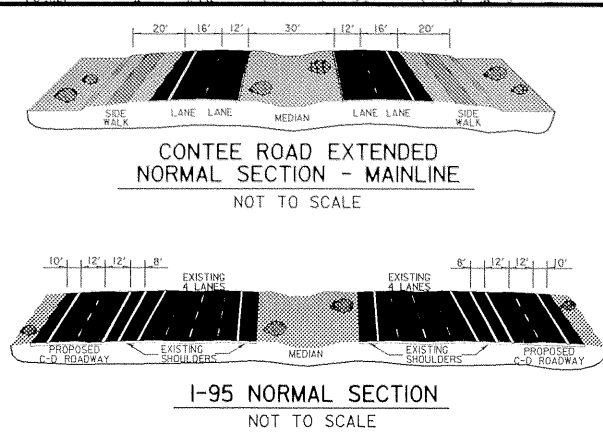 20' 16' 12' 30' 12' 16' 20'
SIDE WALK LANE LANE MEDIAN LANE LANE SIDE WALK
CONTEE ROAD EXTENDED
NORMAL SECTION - MAINLINE
NOT TO SCALE
10' 12' 12' 8' 8' 12' 12' 10'
EXISTING 4 LANES EXISTING 4 LANES
PROPOSED C-D ROADWAY EXISTING SHOULDERS MEDIAN EXISTING SHOULDERS PROPOSED C-D ROADWAY
I-95 NORMAL SECTION
NOT TO SCALE